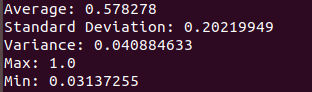 Average: 0.578278
Standard Deviation: 0.20219949
Variance: 0.040884633
Max: 1.0
Min: 0.03137255